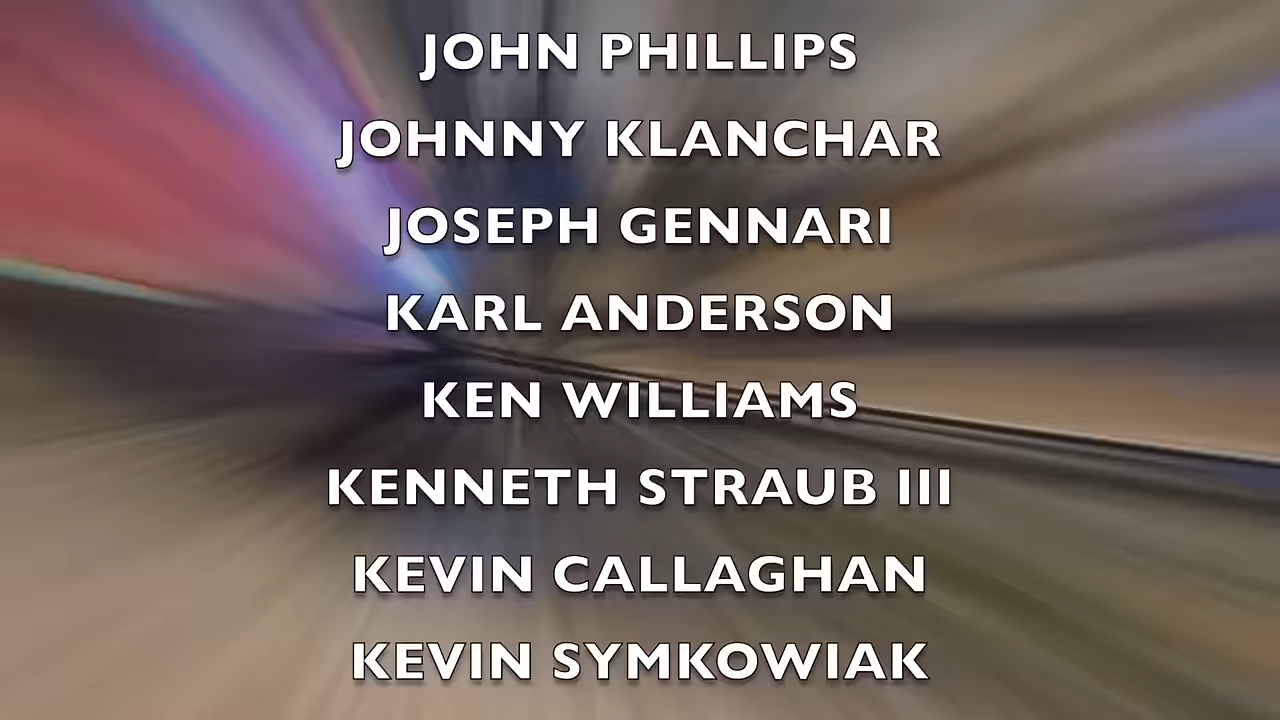 JOHN PHILLIPS
JOHNNY KLANCHAR
JOSEPH GENNARI
KARL ANDERSON
KEN WILLIAMS
KENNETH STRAUB III
KEVIN CALLAGHAN
KEVIN SYMKOWIAK